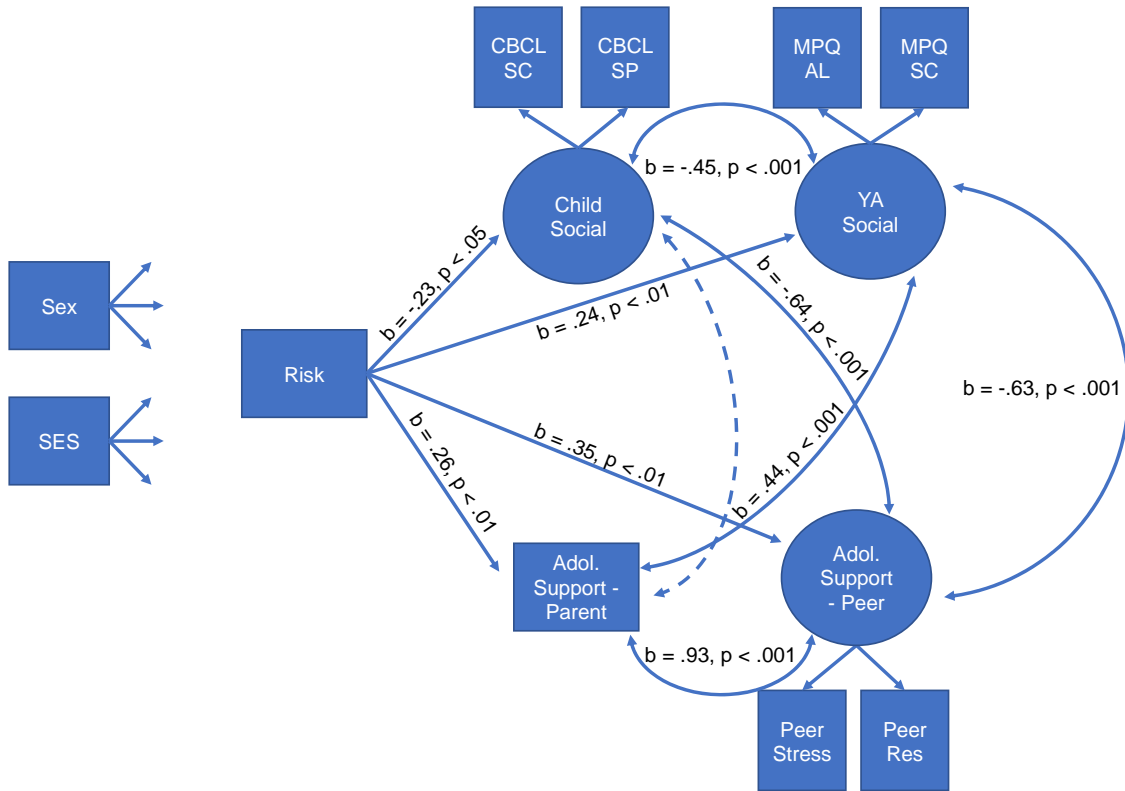 CBCL
SC
CBCL
SP
MPQ
AL
MPQ
SC
b = -.45, p < .001
Child
Social
YA
Social
b = -.23, p < .05
b = -.64, p < .001
Sex
b = .24, p < .01
Risk
b = -.63, p < .001
SES
b = .26, p < .01
b = .35, p < .01
b = .44, p < .001
Adol.
Support -
Parent
Adol.
Support
- Peer
b = .93, p < .001
Peer
Stress
Peer
Res